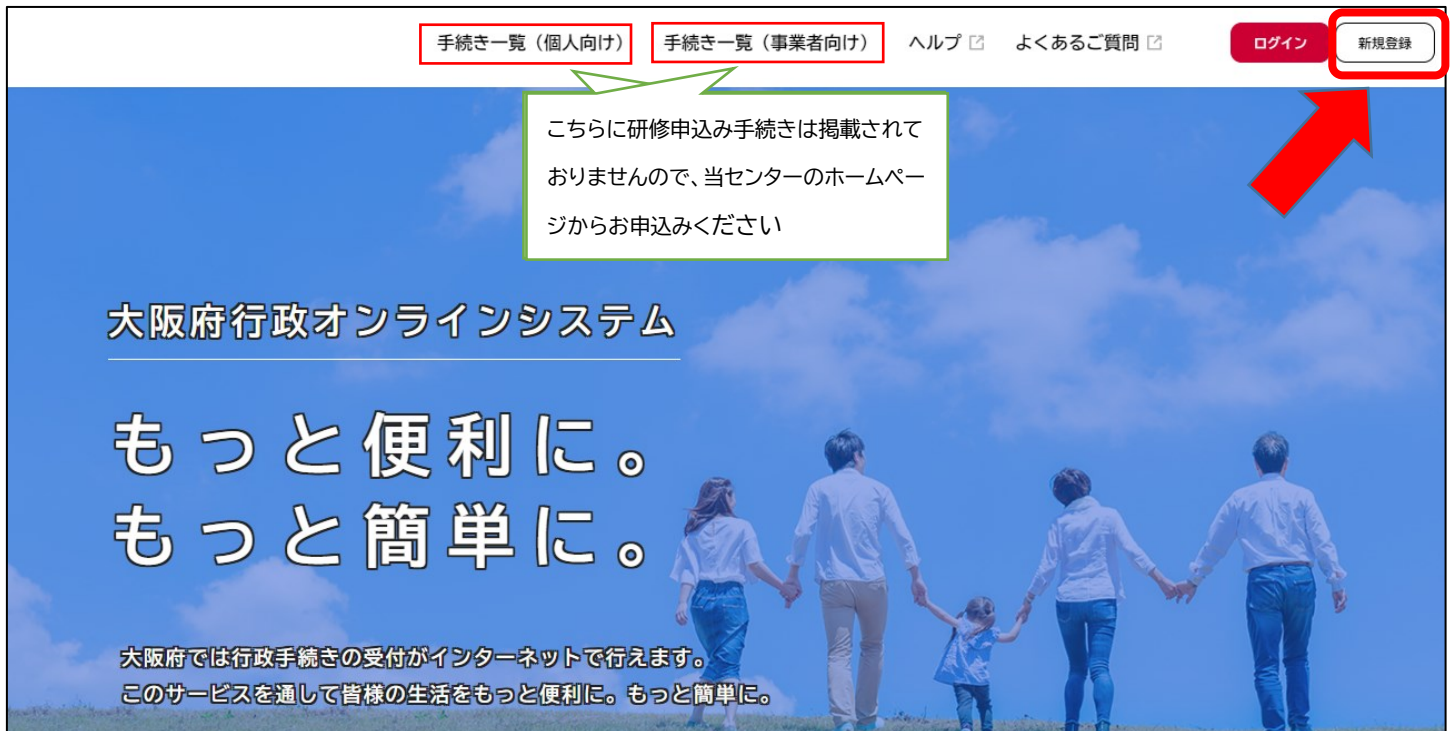 手続き一覧（個人向け） 手続き一覧（事業者向け） ヘルプ よくあるご質問 ログイン 新規登録
こちらに研修申込み手続きは掲載されて
おりませんので、当センターのホームペー
ジからお申込みください
大阪府行政オンラインシステム
もっと便利に。
もっと簡単に。
大阪府では行政手続きの受付がインターネットで行えます。
このサービスを通して皆様の生活をもっと便利に。もっと簡単に。